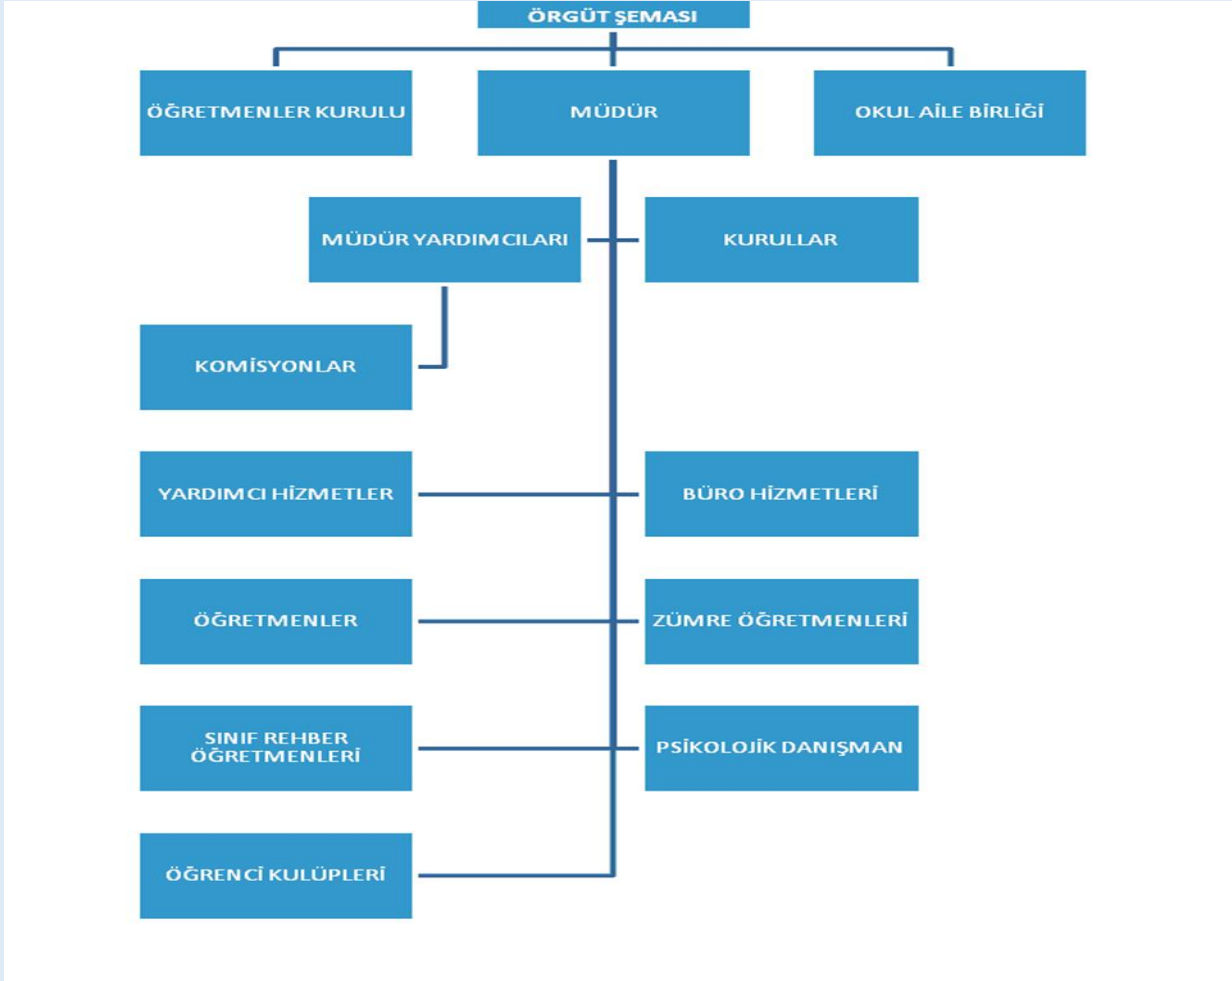 ÖRGÜT ŞEMASI
ÖĞRETMENLER KURULU
MÜDÜR
OKUL AİLE BİRLİĞİ
MÜDÜR YARDIMCILARI
KURULLAR
KOMİSYONLAR
YARDIMCI HİZMETLER
BÜRO HİZMETLERİ
ÖĞRETMENLER
ZÜMRE ÖĞRETMENLERİ
SINIF REHBER
ÖĞRETMENLERİ
PSİKOLOJİK DANIŞMAN
ÖĞRENCİ KULÜPLERİ